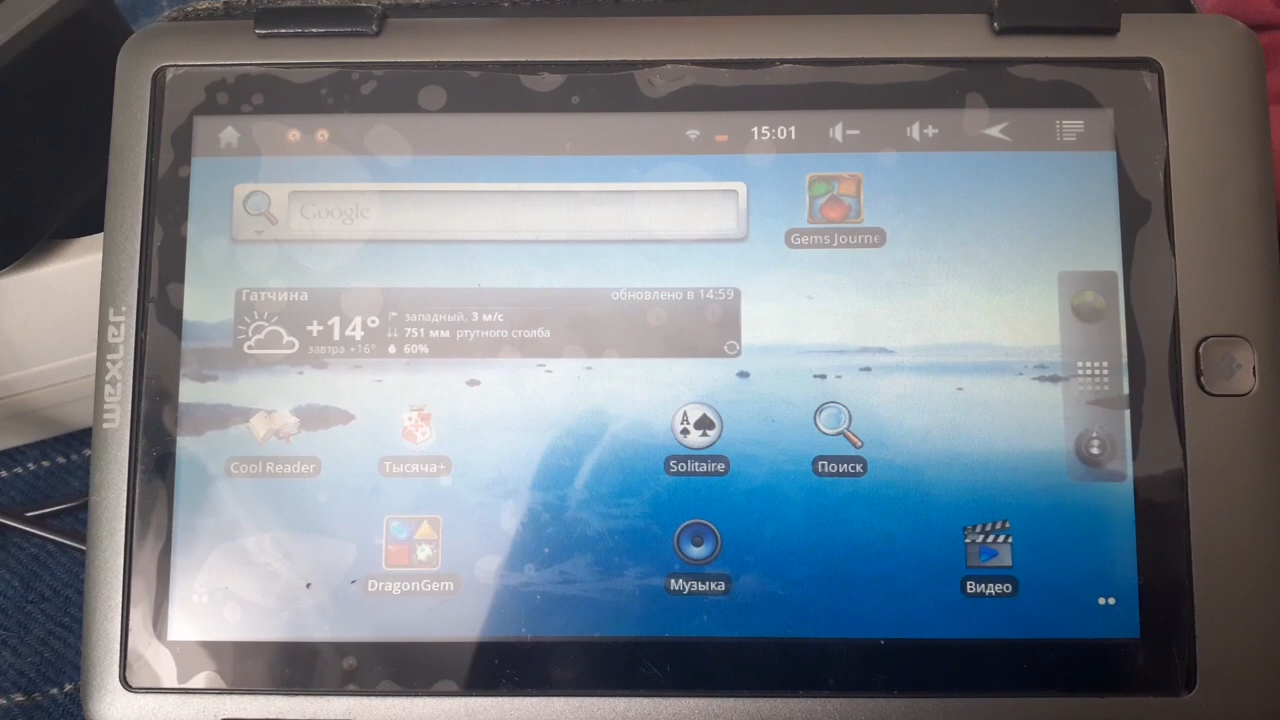 15:01
Google
Gems Journe
Гатчина
обновлено в 14:59
+14°
западный, 3 м/с
751 мм ртутного столба
завтра +16°
60%
wexler.
Cool Reader
Тысяча+
A
Solitaire
Поиск
DragonGem
Музыка
Видео